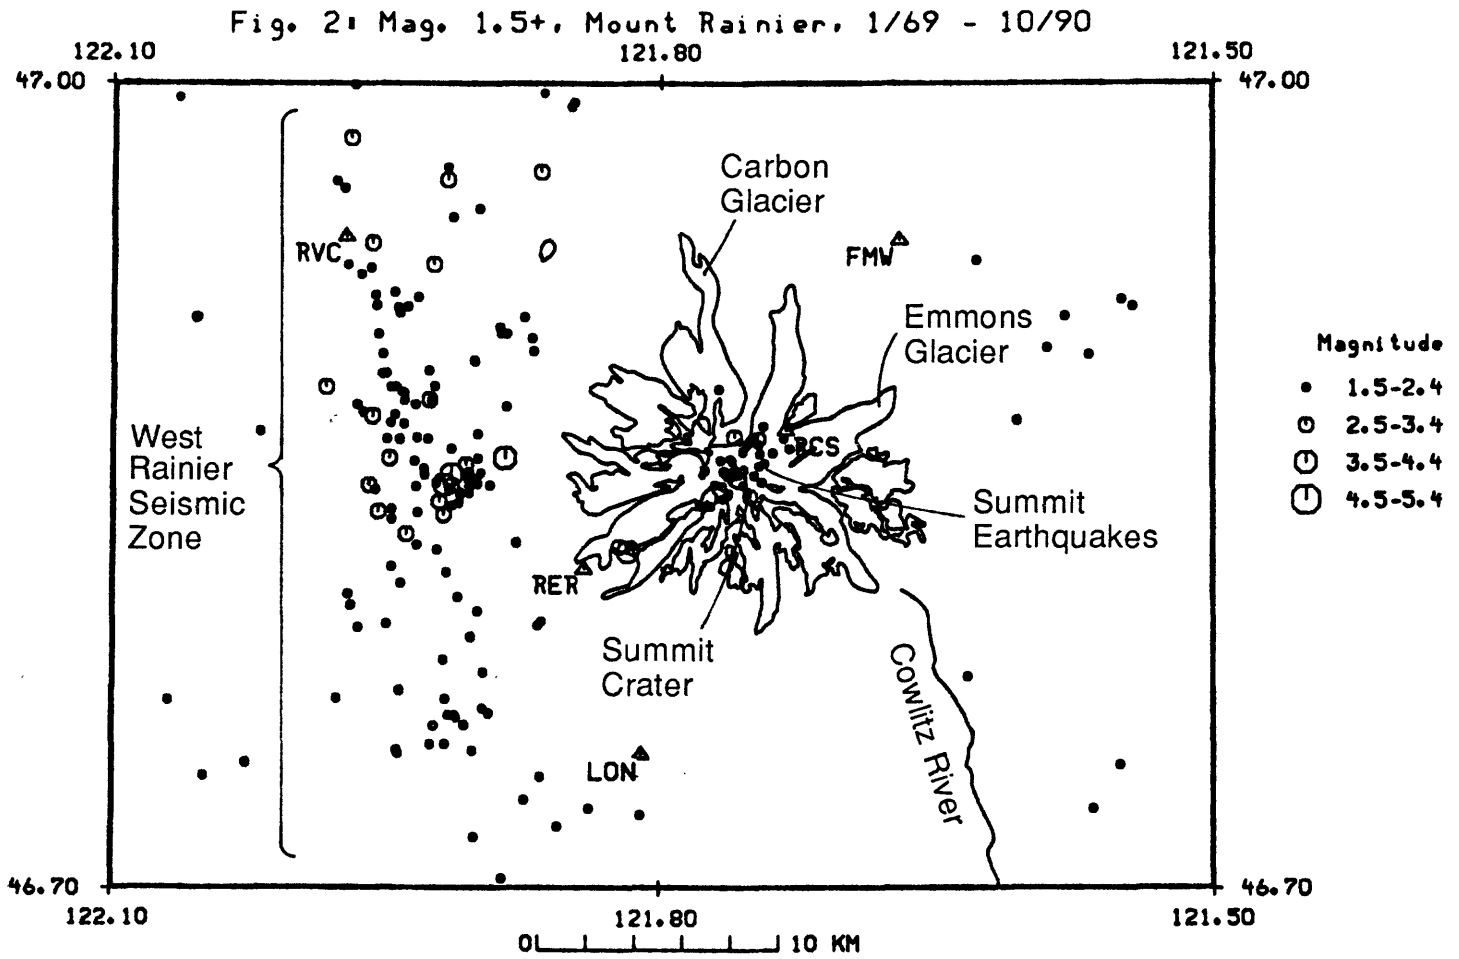 Fig. 2: Mag. 1.5+, Mount Rainier, 1/69 - 10/90
122.10
121.80
121.50
47.00
47.00
Carbon
Glacier
RVC
FMW
Emmons
Glacier
Magnitude
1.5-2.4
2.5-3.4
3.5-4.4
4.5-5.4
West
Rainier
Seismic
Zone
RCS
Summit
Earthquakes
RER
Summit
Crater
Cowlitz River
LON
46.70
46.70
122.10
121.80
121.50
0
10 KM